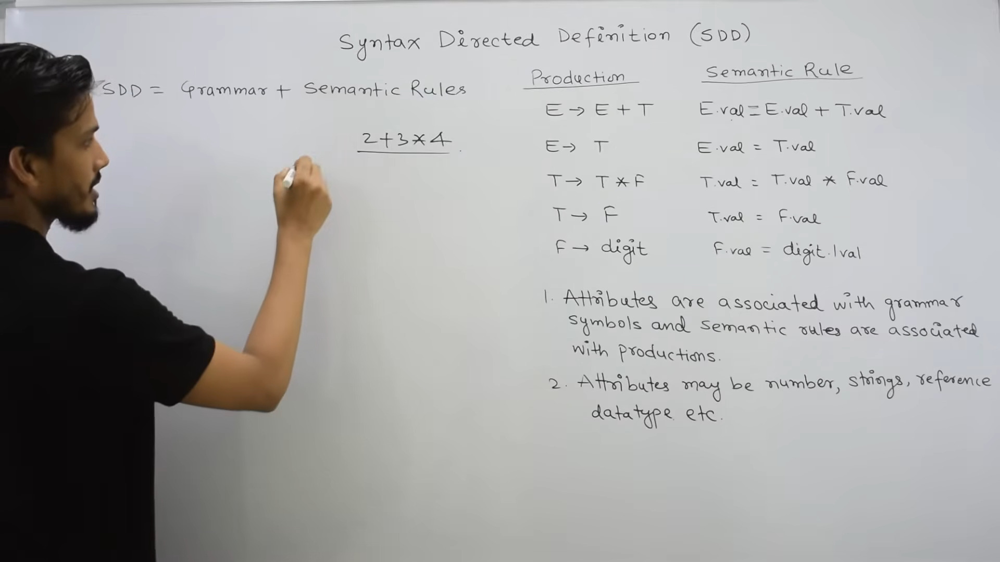 Syntax Directed Definition (SDD)
SDD = Grammar + Semantic Rules
2+3*4
Production Semantic Rule
E → E + T E.val = E.val + T.val
E → T E.val = T.val
T → T * F T.val = T.val * F.val
T → F T.val = F.val
F → digit F.val = digit.lval
1. Attributes are associated with grammar
symbols and semantic rules are associated
with productions.
2. Attributes may be number, strings, reference
datatype etc.